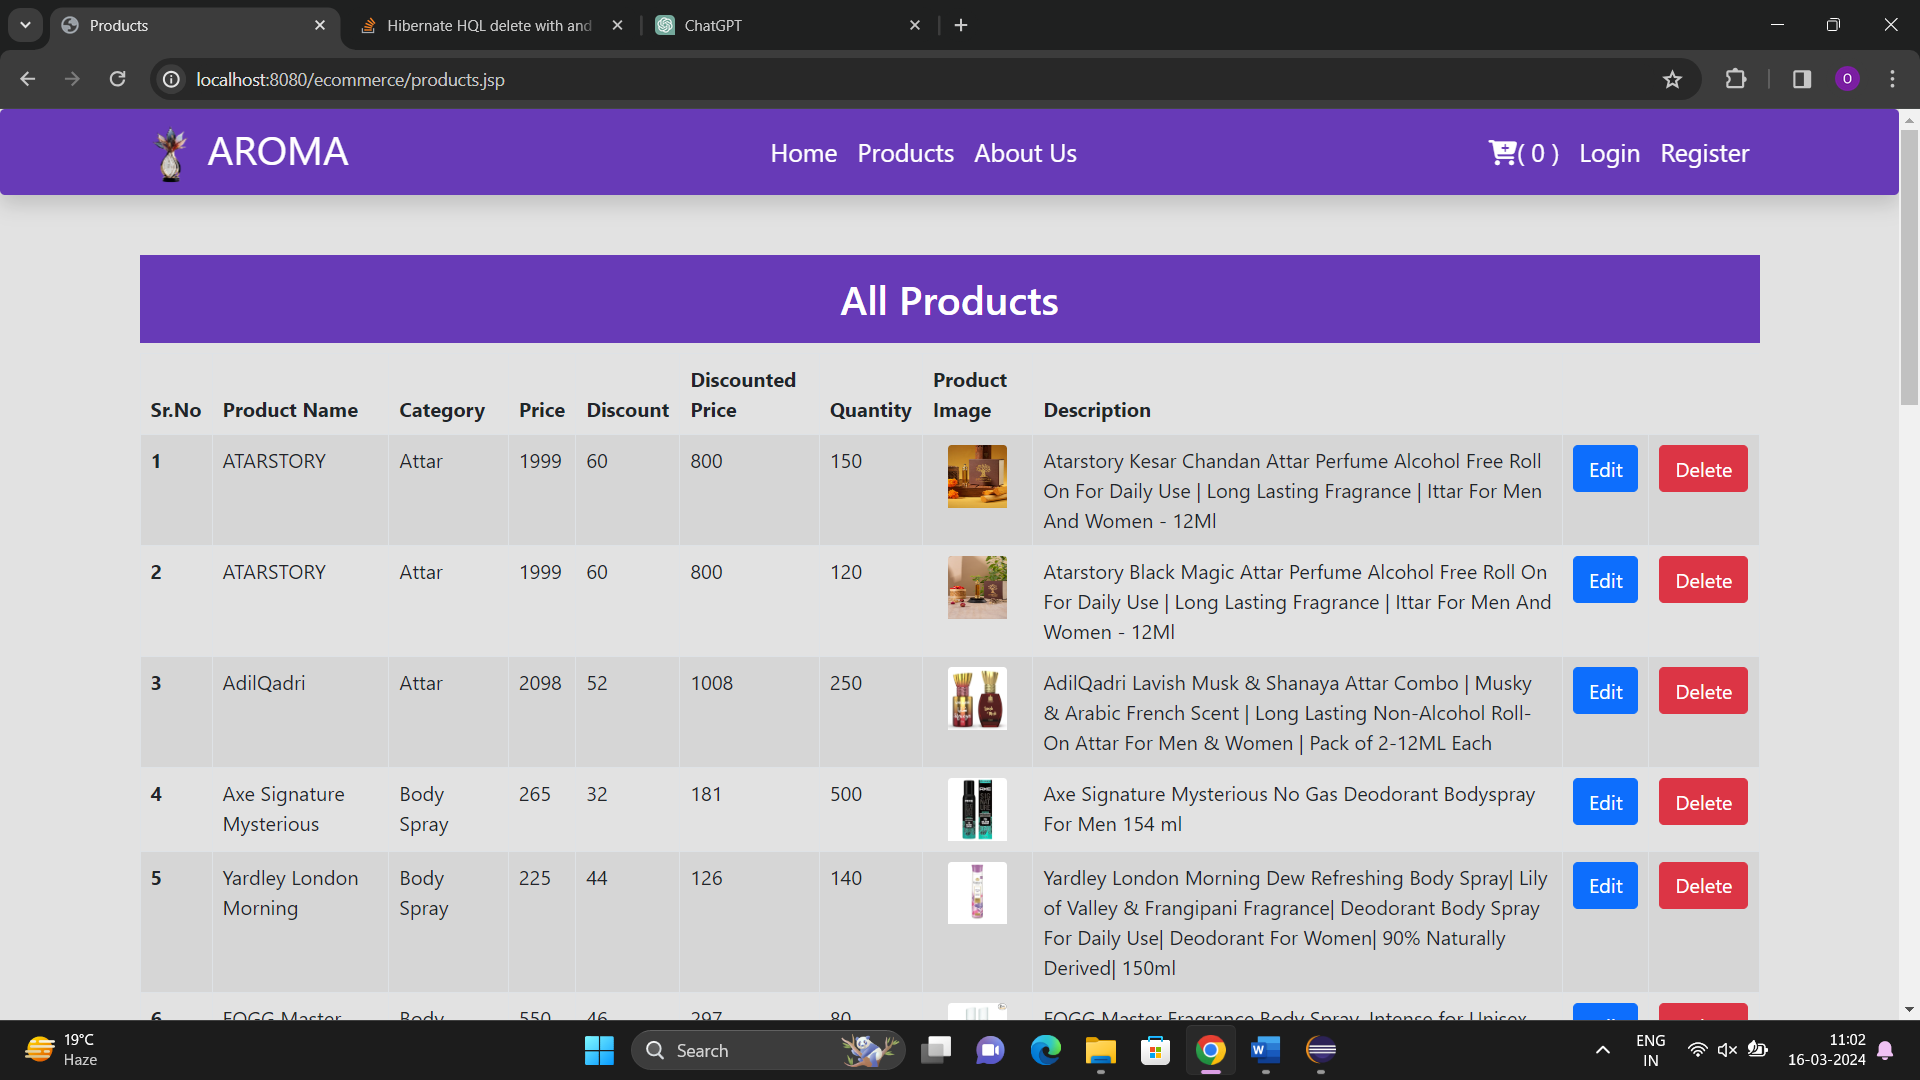 Products
Hibernate HQL delete with and
ChatGPT
localhost:8080/ecommerce/products.jsp
O
AROMA
Home Products About Us
( 0 ) Login Register
All Products
Sr.No Product Name Category Price Discount Discounted Price Quantity Product Image Description
1 ATARSTORY Attar 1999 60 800 150 Atarstory Kesar Chandan Attar Perfume Alcohol Free Roll Edit Delete
On For Daily Use | Long Lasting Fragrance | Ittar For Men
And Women - 12Ml
2 ATARSTORY Attar 1999 60 800 120 Atarstory Black Magic Attar Perfume Alcohol Free Roll On Edit Delete
For Daily Use | Long Lasting Fragrance | Ittar For Men And
Women - 12Ml
3 AdilQadri Attar 2098 52 1008 250 AdilQadri Lavish Musk & Shanaya Attar Combo | Musky Edit Delete
& Arabic French Scent | Long Lasting Non-Alcohol Roll-
On Attar For Men & Women | Pack of 2-12ML Each
4 Axe Signature Body 265 32 181 500 Axe Signature Mysterious No Gas Deodorant Bodyspray Edit Delete
Mysterious Spray For Men 154 ml
5 Yardley London Body 225 44 126 140 Yardley London Morning Dew Refreshing Body Spray| Lily Edit Delete
Morning Spray of Valley & Frangipani Fragrance| Deodorant Body Spray
For Daily Use| Deodorant For Women| 90% Naturally
Derived| 150ml
6 FOGG Master Body 550 46 297 80 FOGG Master Fragrance Body Spray, Intense for Unisex
19°C
Haze
Search
ENG
IN
11:02
16-03-2024